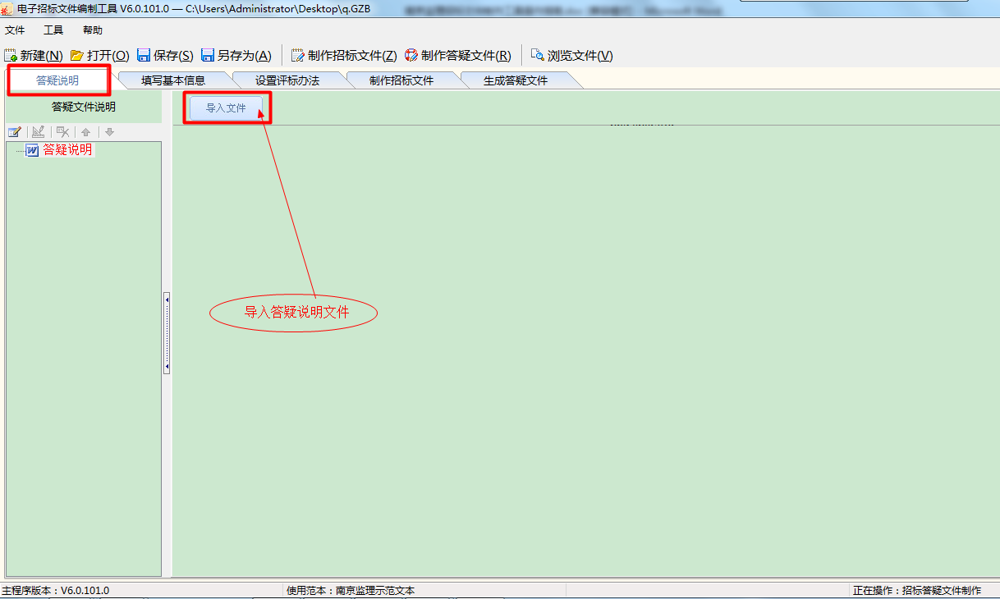 电子招标文件编制工具 V6.0.101.0 — C:\Users\Administrator\Desktop\q.GZB
文件 工具 帮助
新建(N) 打开(O) 保存(S) 另存为(A) 制作招标文件(Z) 制作答疑文件(R) 浏览文件(V)
答疑说明 填写基本信息 设置评标办法 制作招标文件 生成答疑文件
答疑文件说明
导入文件
答疑说明
导入答疑说明文件
主程序版本：V6.0.101.0 使用范本：南京监理示范文本 正在操作：招标答疑文件制作